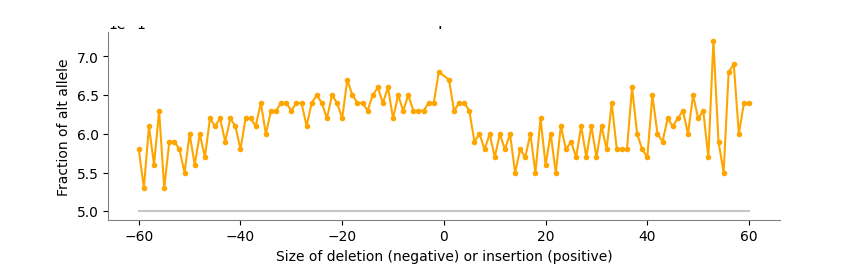 7.0
6.5
6.0
5.5
5.0
Fraction of alt allele
−60 −40 −20 0 20 40 60
Size of deletion (negative) or insertion (positive)